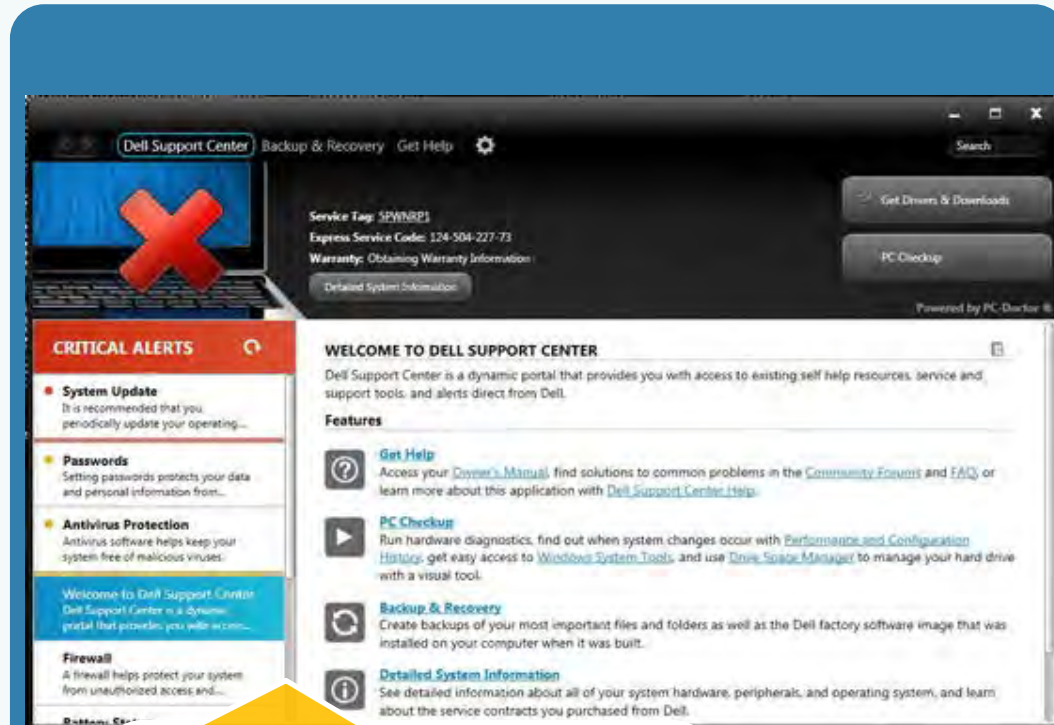 Dell Support Center Backup & Recovery Get Help
Search
Service Tag: SPWNRP1
Express Service Code: 124-504-227-73
Warranty: Obtaining Warranty Information
Detailed System Information
Get Drivers & Downloads
PC Checkup
Powered by PC-Doctor ®
CRITICAL ALERTS
System Update
It is recommended that you
periodically update your operating...
Passwords
Setting passwords protects your data
and personal information from...
Antivirus Protection
Antivirus software helps keep your
system free of malicious viruses.
Welcome to Dell Support Center
Dell Support Center is a dynamic
portal that provides you with access...
Firewall
A firewall helps protect your system
from unauthorized access and...
Battery
WELCOME TO DELL SUPPORT CENTER
Dell Support Center is a dynamic portal that provides you with access to existing self help resources, service and
support tools, and alerts direct from Dell.
Features
Get Help
Access your Owner's Manual, find solutions to common problems in the Community Forums and FAQ, or
learn more about this application with Dell Support Center Help.
PC Checkup
Run hardware diagnostics, find out when system changes occur with Performance and Configuration
History, get easy access to Windows System Tools, and use Drive Space Manager to manage your hard drive
with a visual tool.
Backup & Recovery
Create backups of your most important files and folders as well as the Dell factory software image that was
installed on your computer when it was built.
Detailed System Information
See detailed information about all of your system hardware, peripherals, and operating system, and learn
about the service contracts you purchased from Dell.